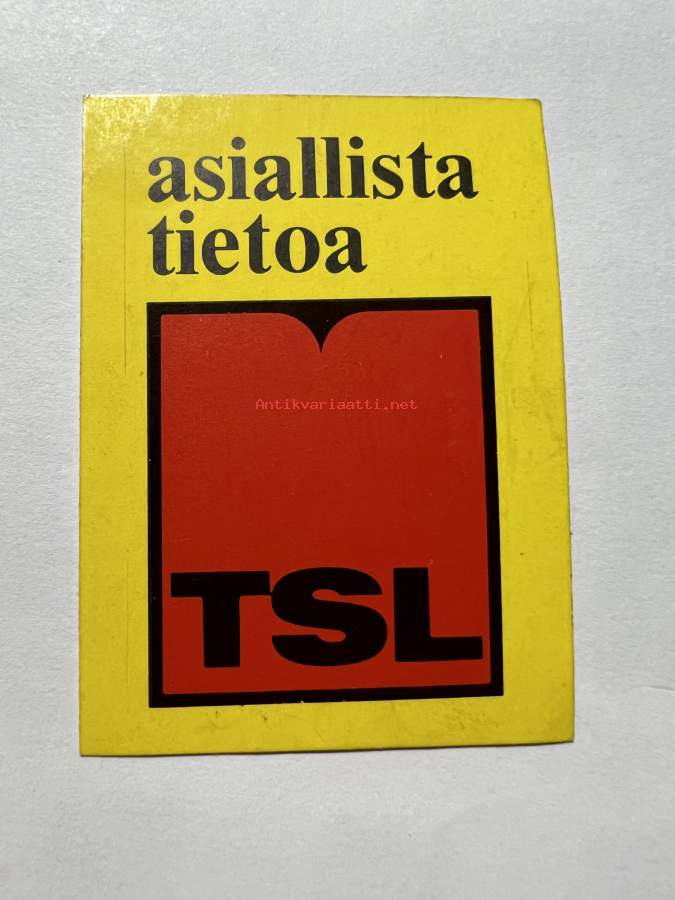 asiallista
tietoa
Antikvariaatti.net
TSL